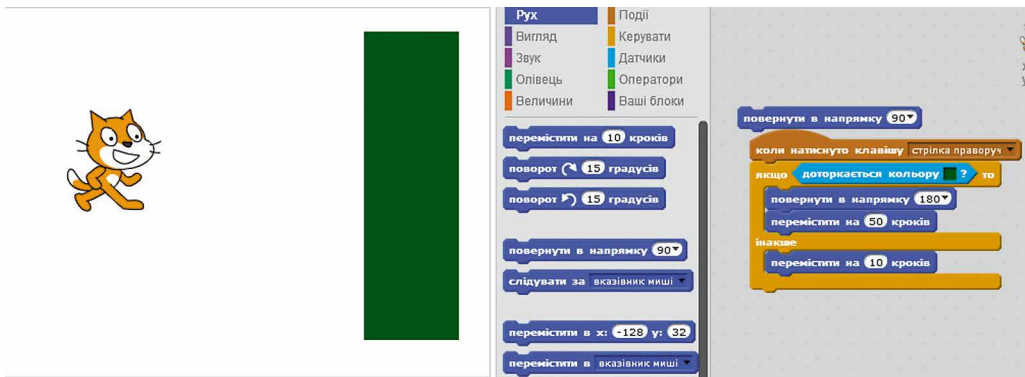 Рух Події
Вигляд Керувати
Звук Датчики
Олівець Оператори
Величини Ваші блоки
перемістити на 10 кроків
поворот 15 градусів
поворот 15 градусів
повернути в напрямку 90
слідувати за вказівник миші
перемістити в x: -128 y: 32
перемістити в вказівник миші
повернути в напрямку 90
коли натиснуто клавішу стрілка праворуч
якщо доторкається кольору ? то
повернути в напрямку 180
перемістити на 50 кроків
інакше
перемістити на 10 кроків